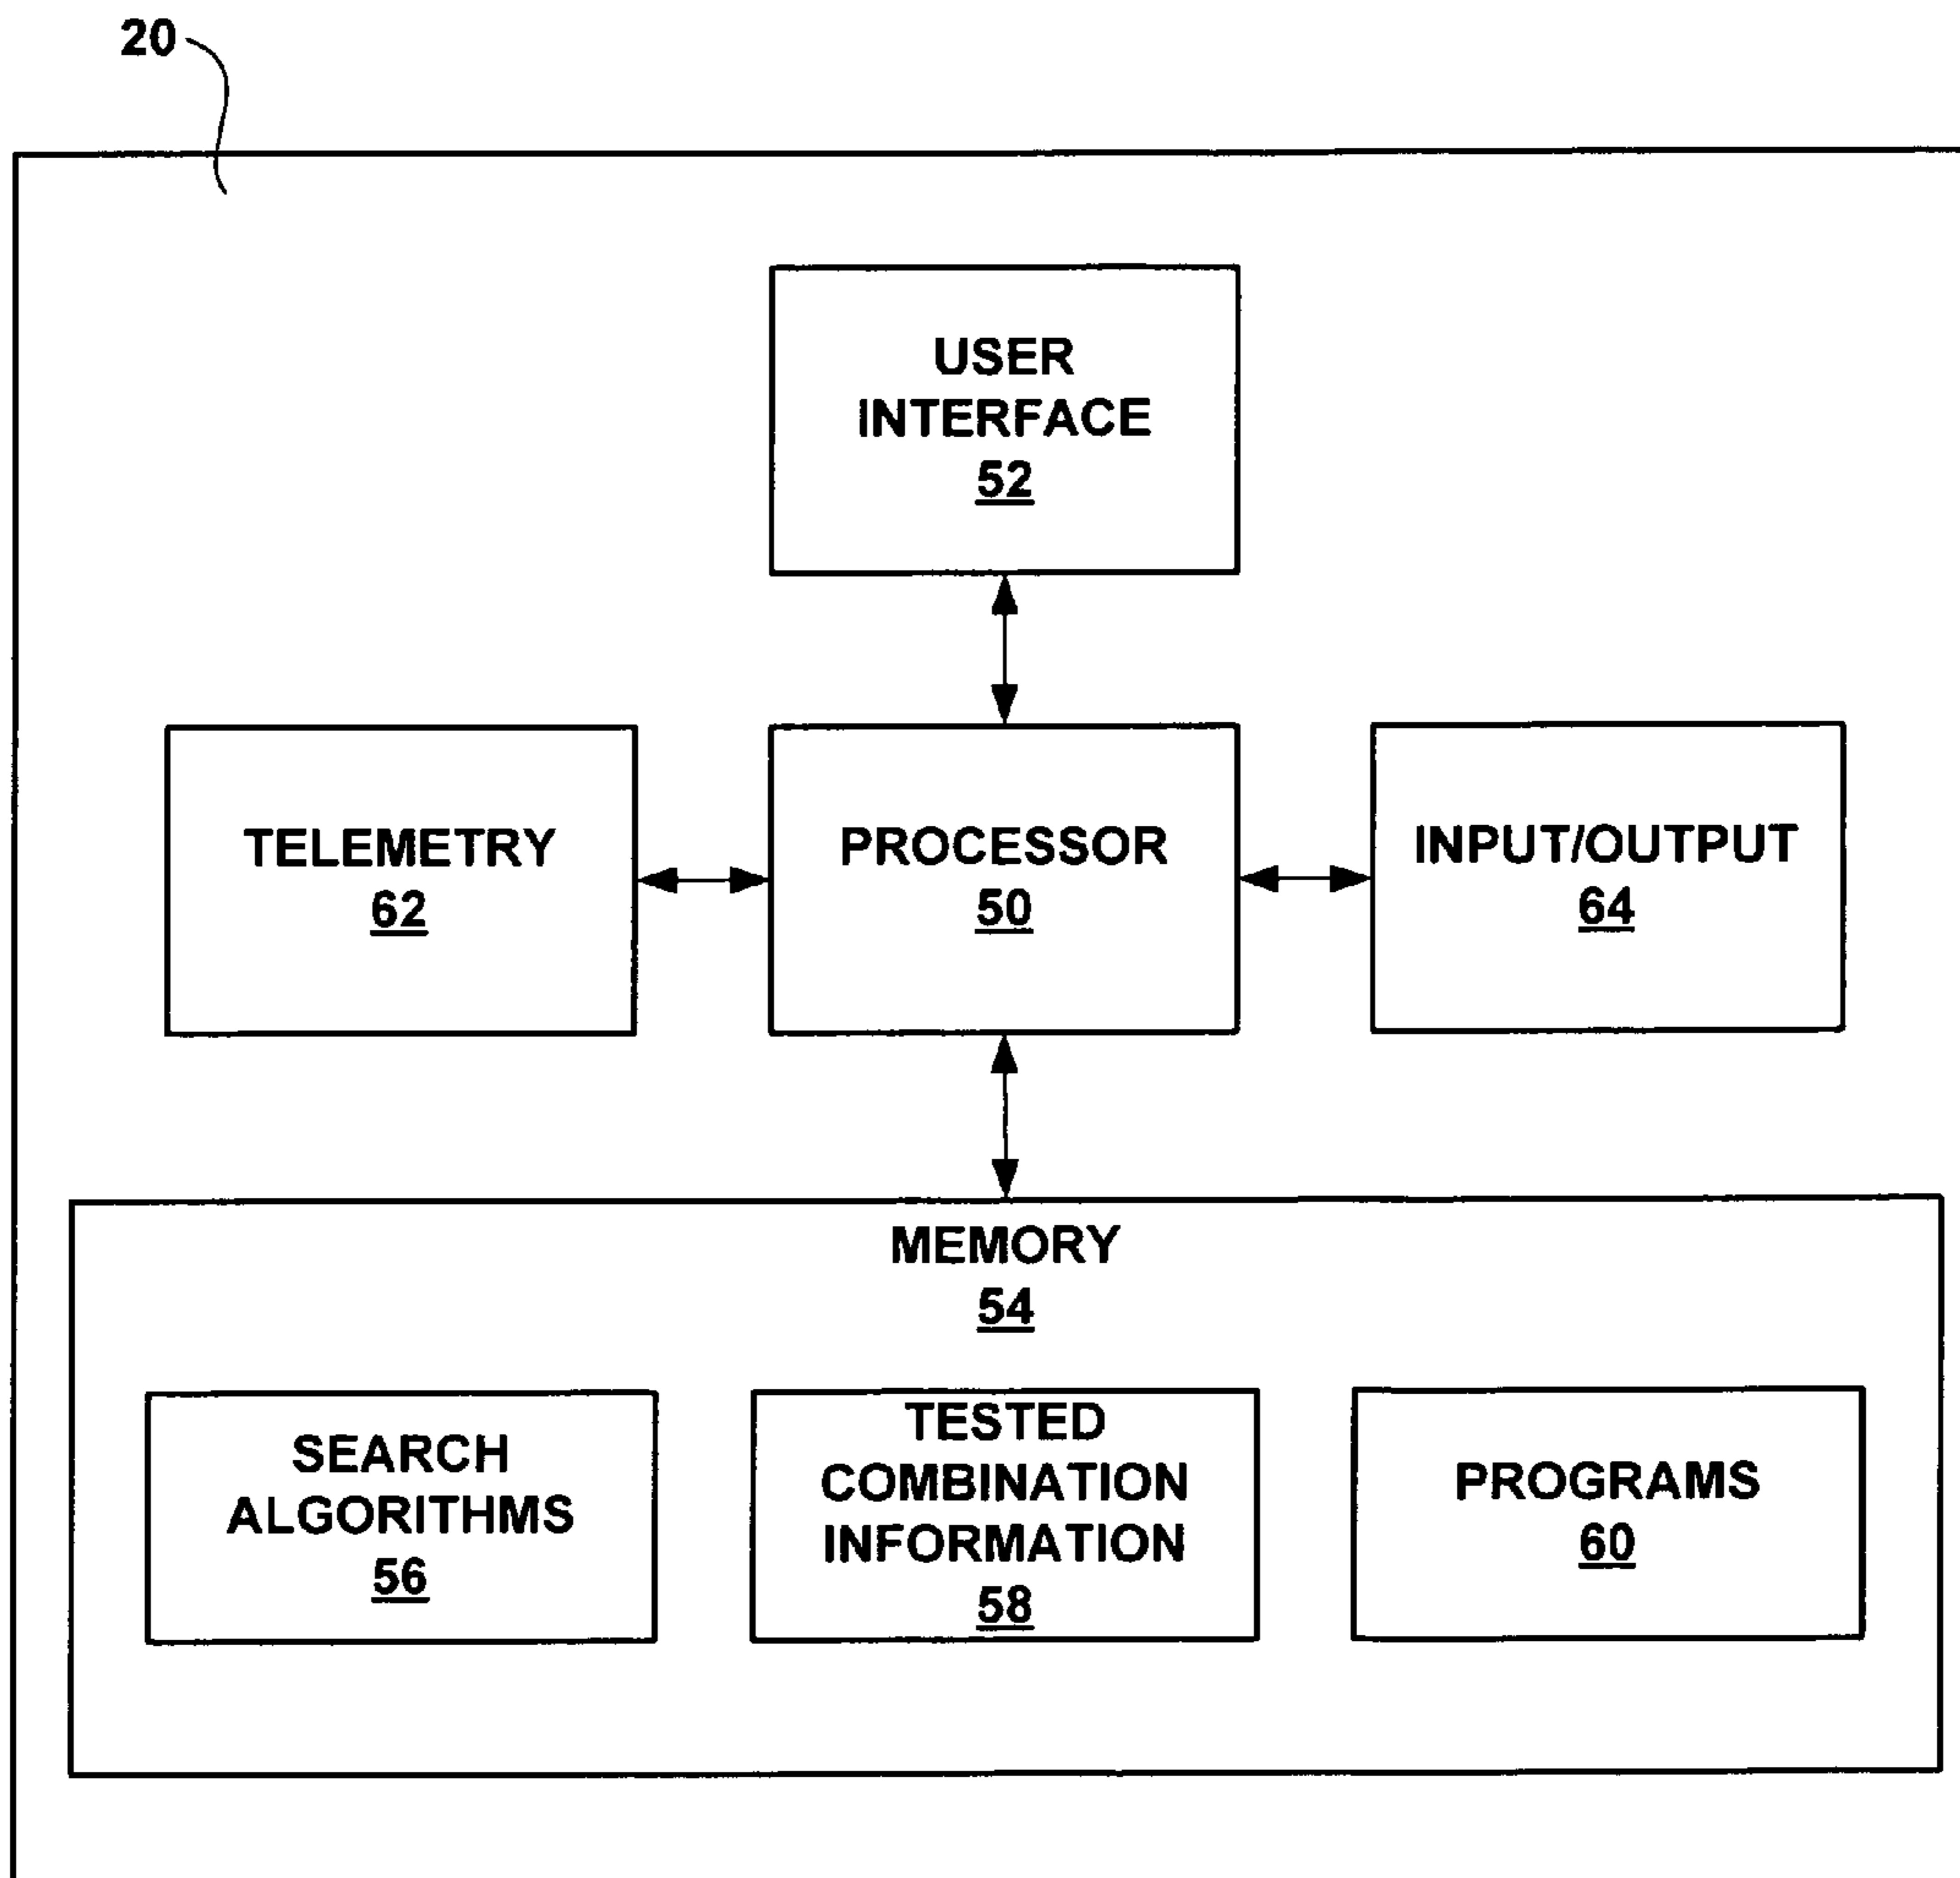 20
USER
INTERFACE
52
TELEMETRY
62
PROCESSOR
50
INPUT/OUTPUT
64
MEMORY
54
SEARCH
ALGORITHMS
56
TESTED
COMBINATION
INFORMATION
58
PROGRAMS
60